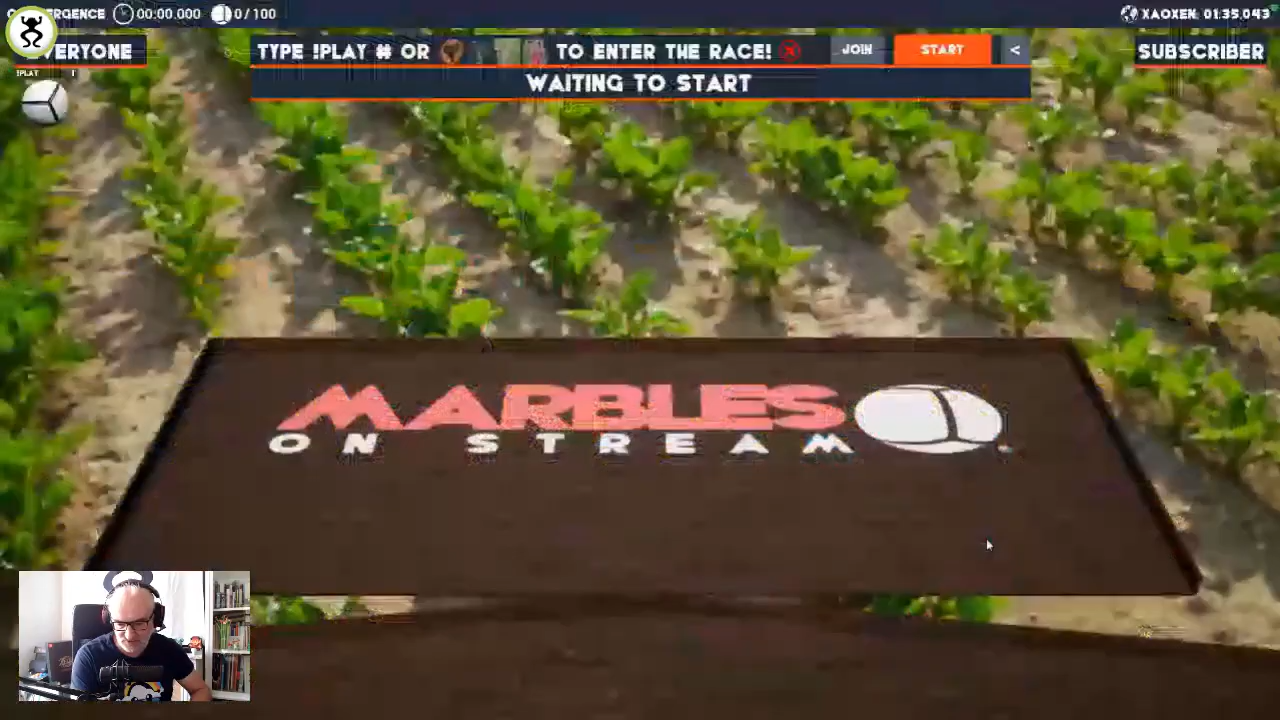 00:00.000 0/100 XAOXEN: 01:35.043
TYPE !PLAY # OR TO ENTER THE RACE! JOIN START < SUBSCRIBER
!PLAY
WAITING TO START
MARBLES
ON STREAM